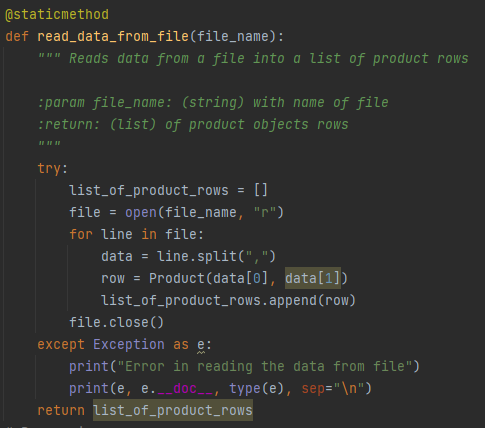 @staticmethod
def read_data_from_file(file_name):
    """ Reads data from a file into a list of product rows

    :param file_name: (string) with name of file
    :return: (list) of product objects rows
    """
    try:
        list_of_product_rows = []
        file = open(file_name, "r")
        for line in file:
            data = line.split(",")
            row = Product(data[0], data[1])
            list_of_product_rows.append(row)
        file.close()
    except Exception as e:
        print("Error in reading the data from file")
        print(e, e.__doc__, type(e), sep="\n")
    return list_of_product_rows